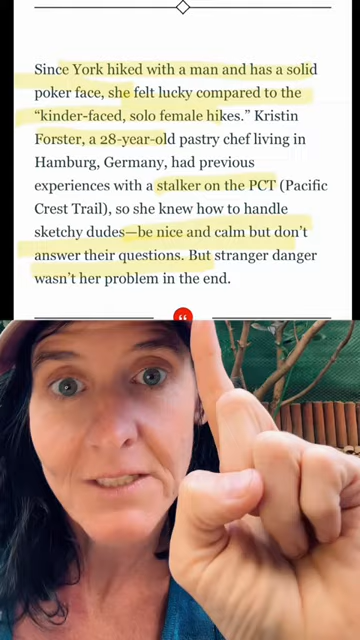 Since York hiked with a man and has a solid
poker face, she felt lucky compared to the
“kinder-faced, solo female hikes.” Kristin
Forster, a 28-year-old pastry chef living in
Hamburg, Germany, had previous
experiences with a stalker on the PCT (Pacific
Crest Trail), so she knew how to handle
sketchy dudes—be nice and calm but don’t
answer their questions. But stranger danger
wasn’t her problem in the end.